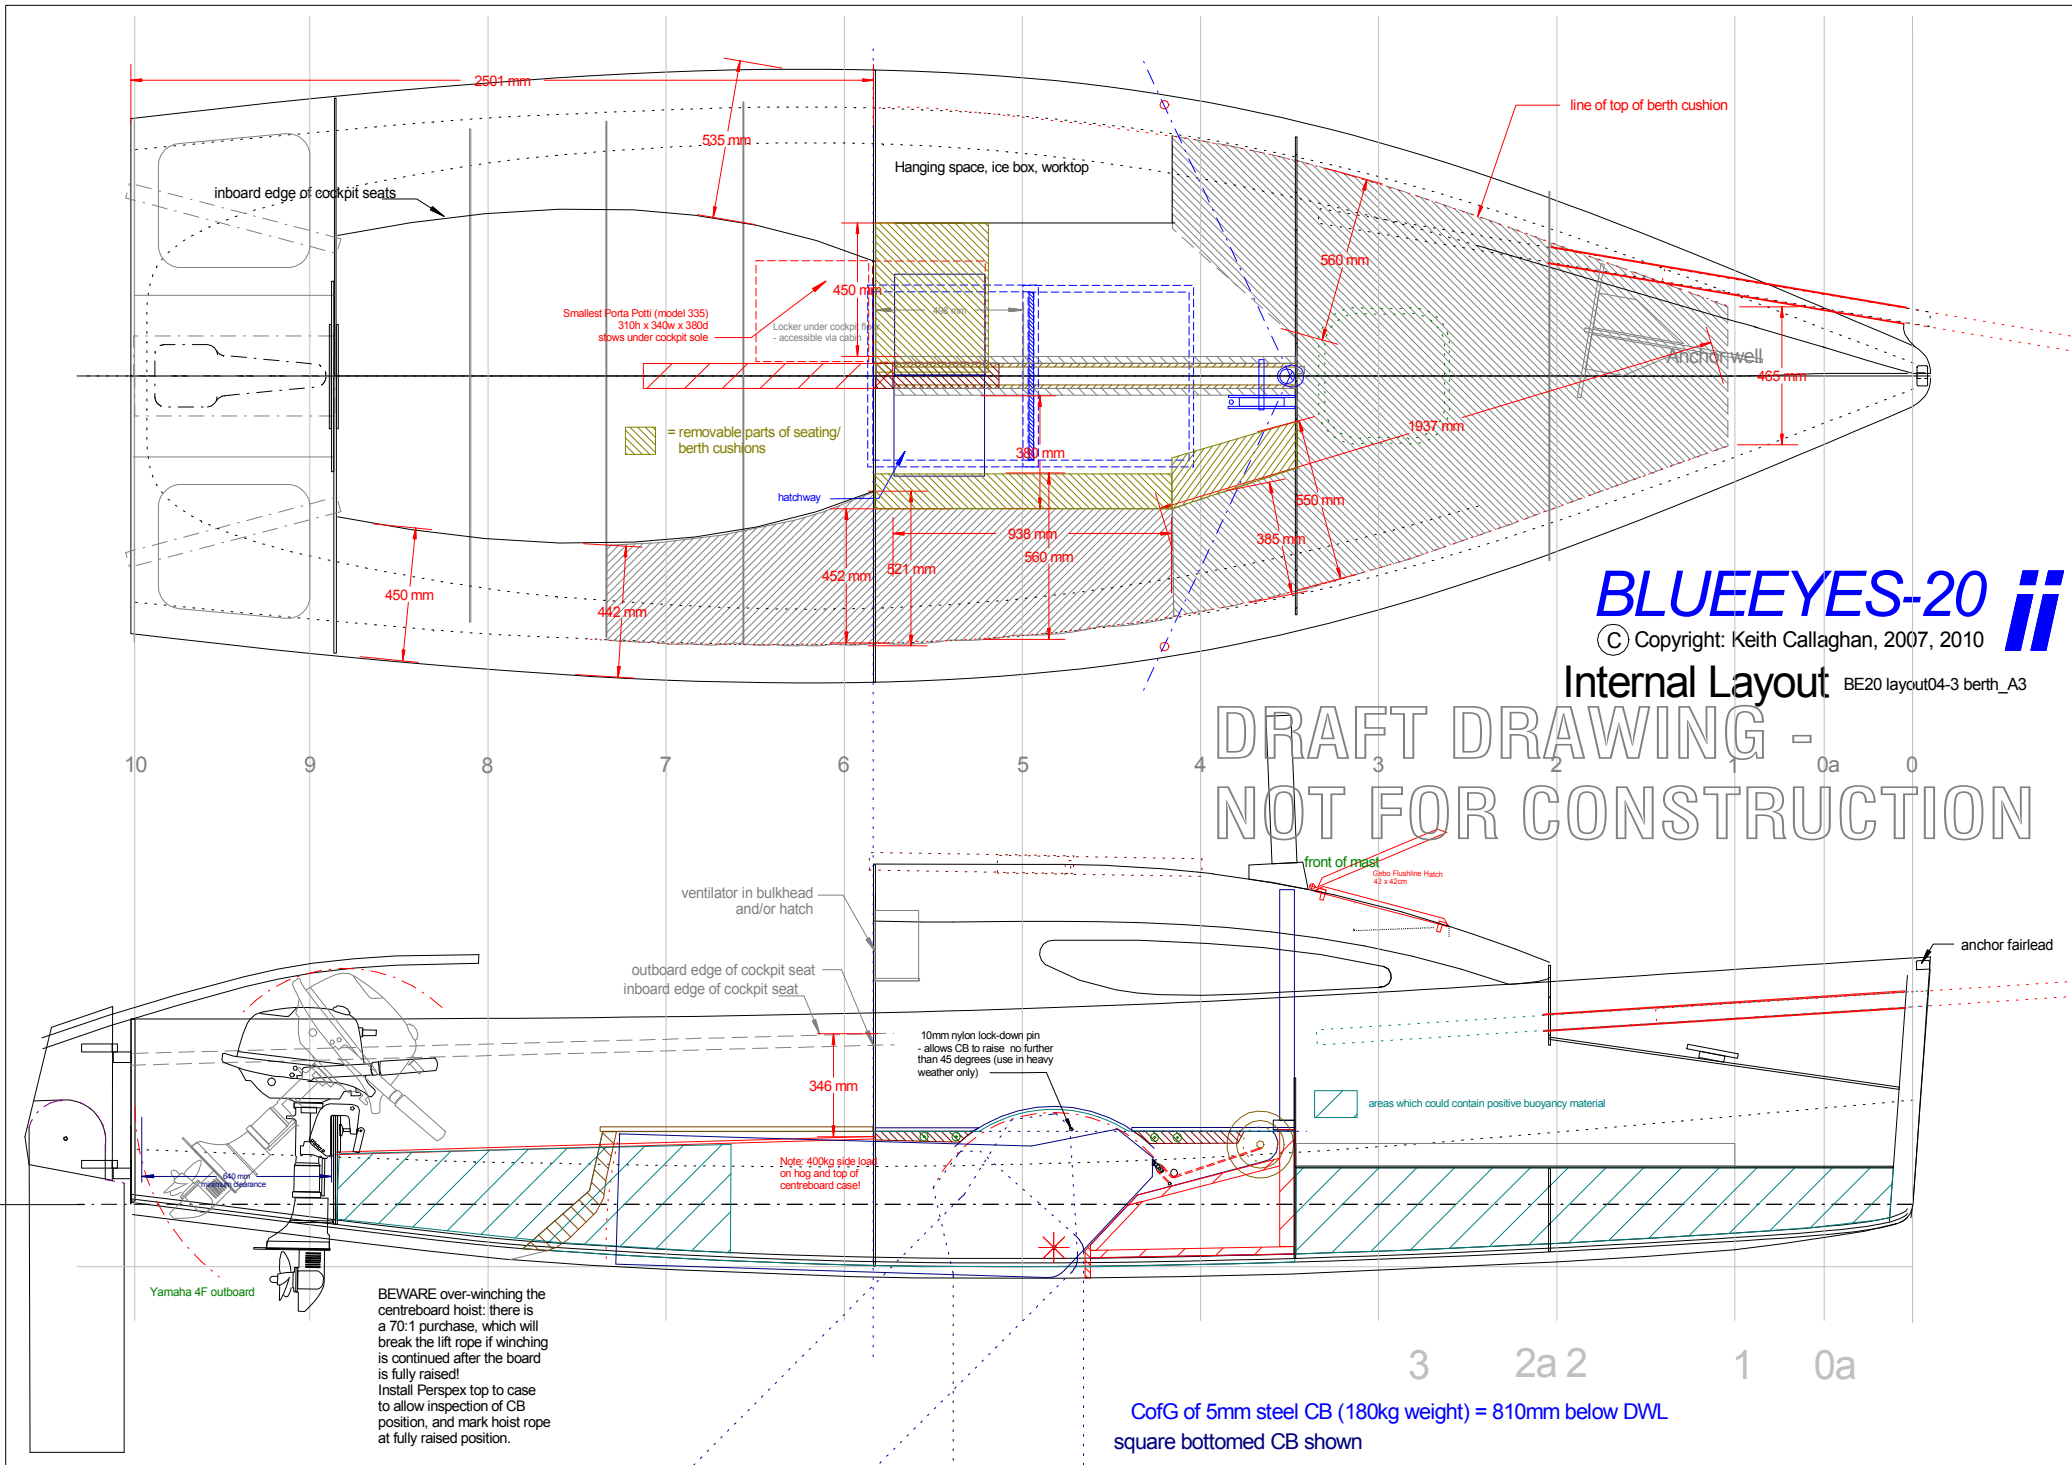 2501 mm
line of top of berth cushion
535 mm
Hanging space, ice box, worktop
inboard edge of cockpit seats
560 mm
450 mm
498 mm
Smallest Porta Potti (model 335)
310h x 340w x 380d
stows under cockpit sole
Locker under cockpit floor
- accessible via cabin
Anchor well
465 mm
1937 mm
= removable parts of seating/
berth cushions
380 mm
hatchway
550 mm
938 mm
385 mm
560 mm
521 mm
452 mm
450 mm
442 mm
BLUEEYES-20 ii
C Copyright: Keith Callaghan, 2007, 2010
Internal Layout BE20 layout04-3 berth_A3
DRAFT DRAWING -
NOT FOR CONSTRUCTION
10 9 8 7 6 5 4 3 2 1 0a 0
front of mast
Gebo Flushline Hatch
42 x 42cm
ventilator in bulkhead
and/or hatch
anchor fairlead
outboard edge of cockpit seat
inboard edge of cockpit seat
10mm nylon lock-down pin
- allows CB to raise no further
than 45 degrees (use in heavy
weather only)
346 mm
areas which could contain positive buoyancy material
Note: 400kg side load
on hog and top of
centreboard case!
640 mm
minimum clearance
Yamaha 4F outboard
BEWARE over-winching the
centreboard hoist: there is
a 70:1 purchase, which will
break the lift rope if winching
is continued after the board
is fully raised!
Install Perspex top to case
to allow inspection of CB
position, and mark hoist rope
at fully raised position.
3 2a 2 1 0a
CofG of 5mm steel CB (180kg weight) = 810mm below DWL
square bottomed CB shown